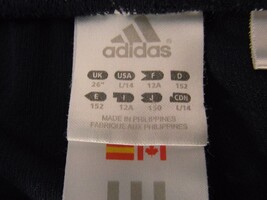 adidas
UK USA F D
26" L/14 12A 152
E I J CDN
152 12A 150 L/14
MADE IN PHILIPPINES
FABRIQUE AUX PHILIPPINES